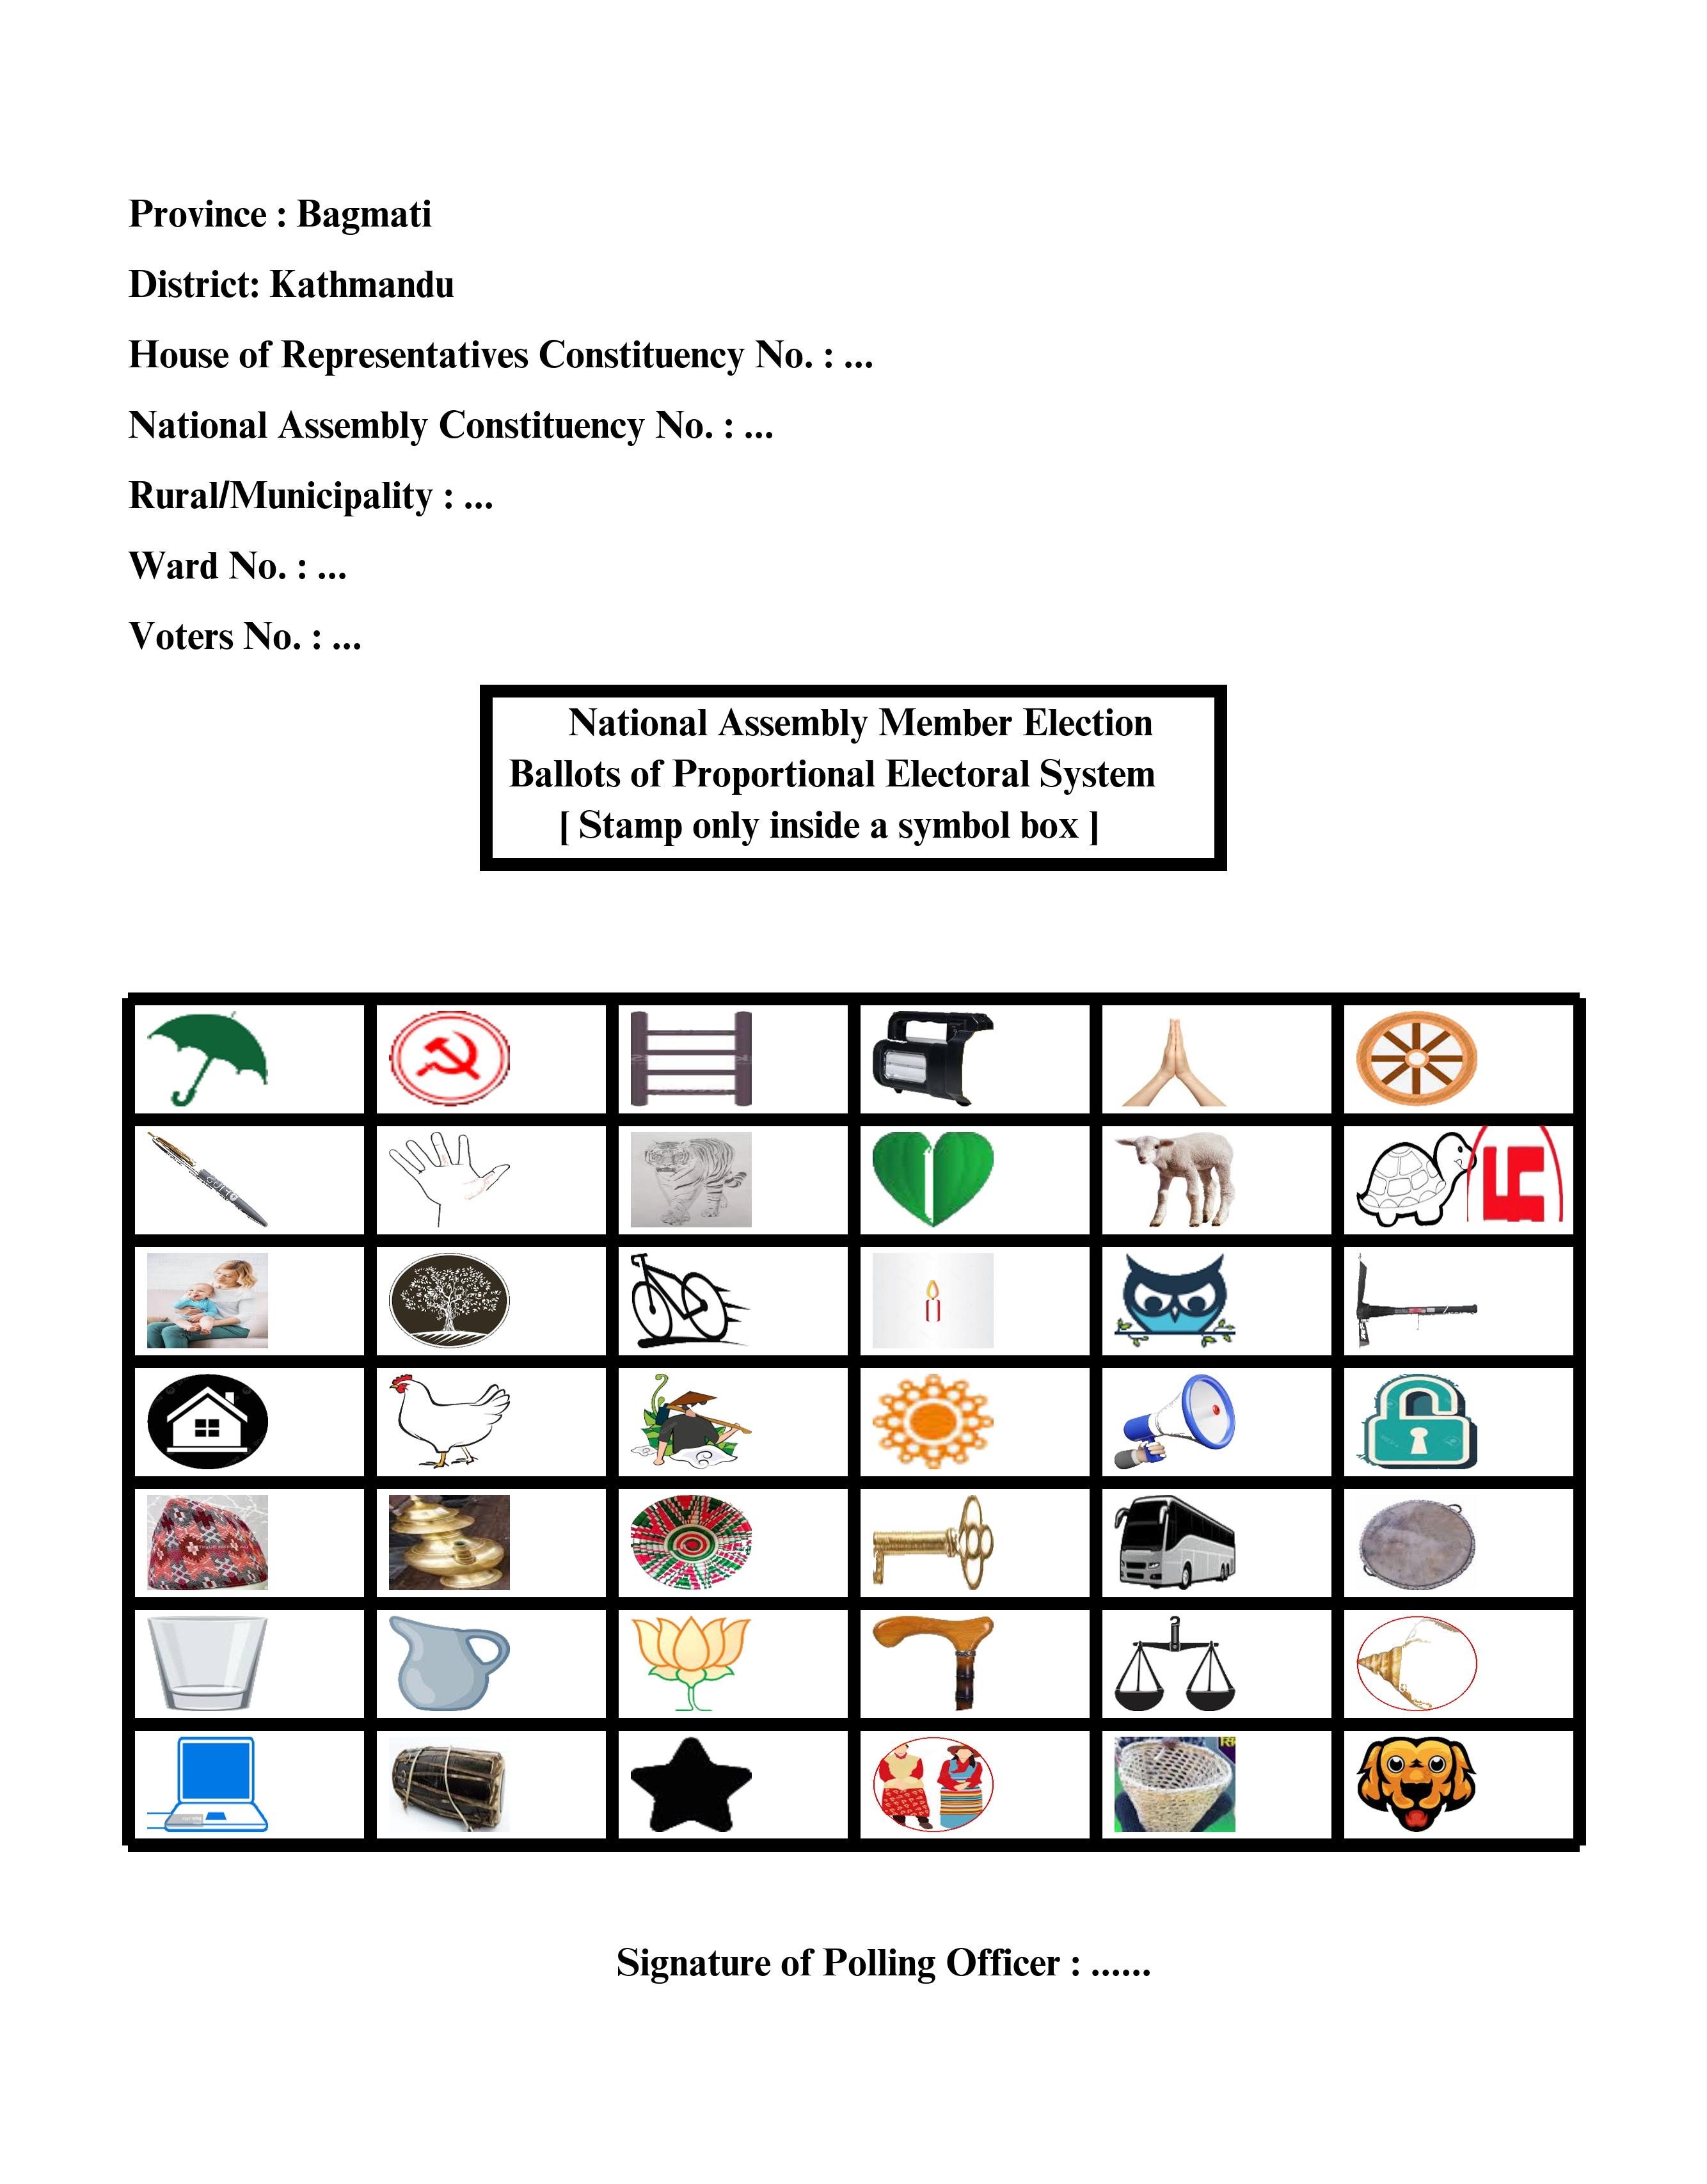 Province : Bagmati
District: Kathmandu
House of Representatives Constituency No. : ...
National Assembly Constituency No. : ...
Rural/Municipality : ...
Ward No. : ...
Voters No. : ...
National Assembly Member Election
Ballots of Proportional Electoral System
[ Stamp only inside a symbol box ]
Signature of Polling Officer : ......